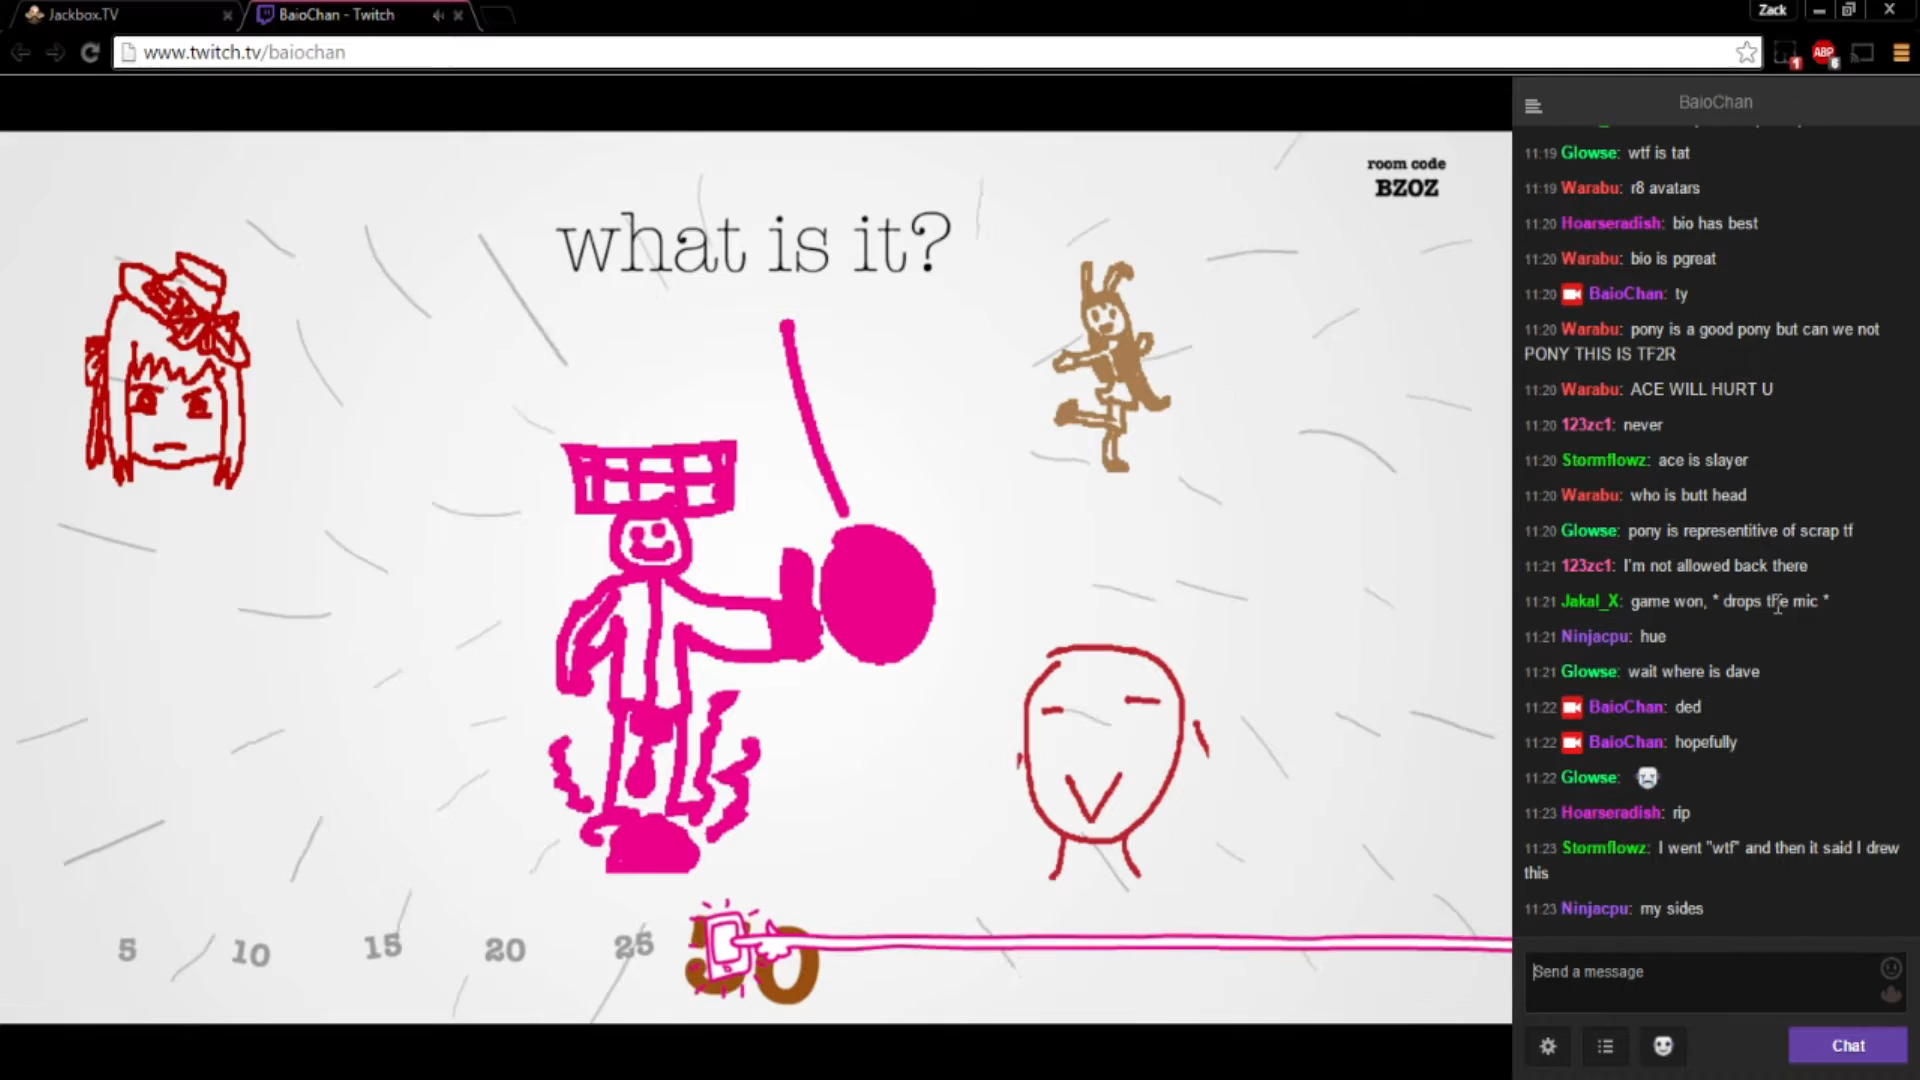 Jackbox.TV
BaioChan - Twitch
Zack
www.twitch.tv/baiochan
1
ABP
6
room code
BZOZ
what is it?
5
10
15
20
25
30
BaioChan
11:19 Glowse: wtf is tat
11:19 Warabu: r8 avatars
11:20 Hoarseradish: bio has best
11:20 Warabu: bio is pgreat
11:20 BaioChan: ty
11:20 Warabu: pony is a good pony but can we not
PONY THIS IS TF2R
11:20 Warabu: ACE WILL HURT U
11:20 123zc1: never
11:20 Stormflowz: ace is slayer
11:20 Warabu: who is butt head
11:20 Glowse: pony is representitive of scrap tf
11:21 123zc1: I'm not allowed back there
11:21 Jakal_X: game won, * drops the mic *
11:21 Ninjacpu: hue
11:21 Glowse: wait where is dave
11:22 BaioChan: ded
11:22 BaioChan: hopefully
11:22 Glowse:
11:23 Hoarseradish: rip
11:23 Stormflowz: I went "wtf" and then it said I drew
this
11:23 Ninjacpu: my sides
Send a message
Chat